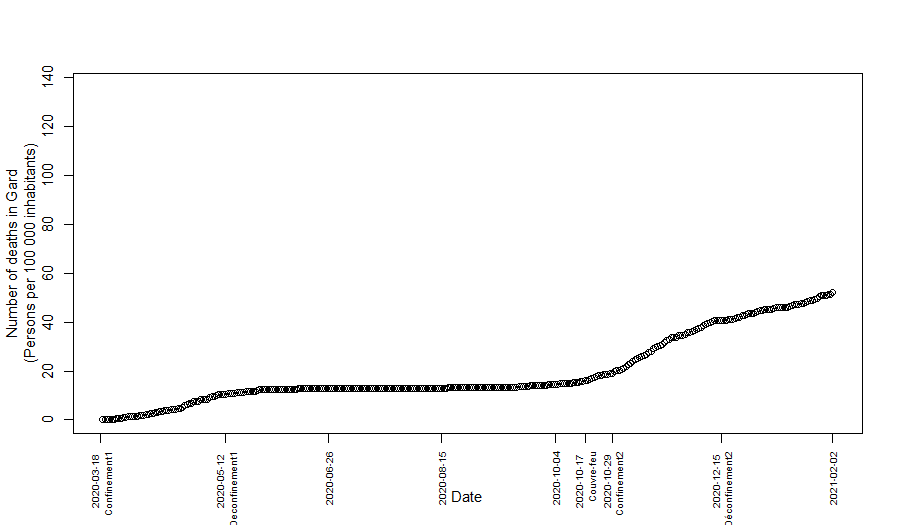 Number of deaths in Gard
(Persons per 100 000 inhabitants)
140
120
100
80
60
40
20
0
2020-03-18
Confinement1
2020-05-12
Deconfinement1
2020-06-26
2020-08-15
2020-10-04
2020-10-17
Couvre-feu
2020-10-29
Confinement2
2020-12-15
Déconfinement2
2021-02-02
Date